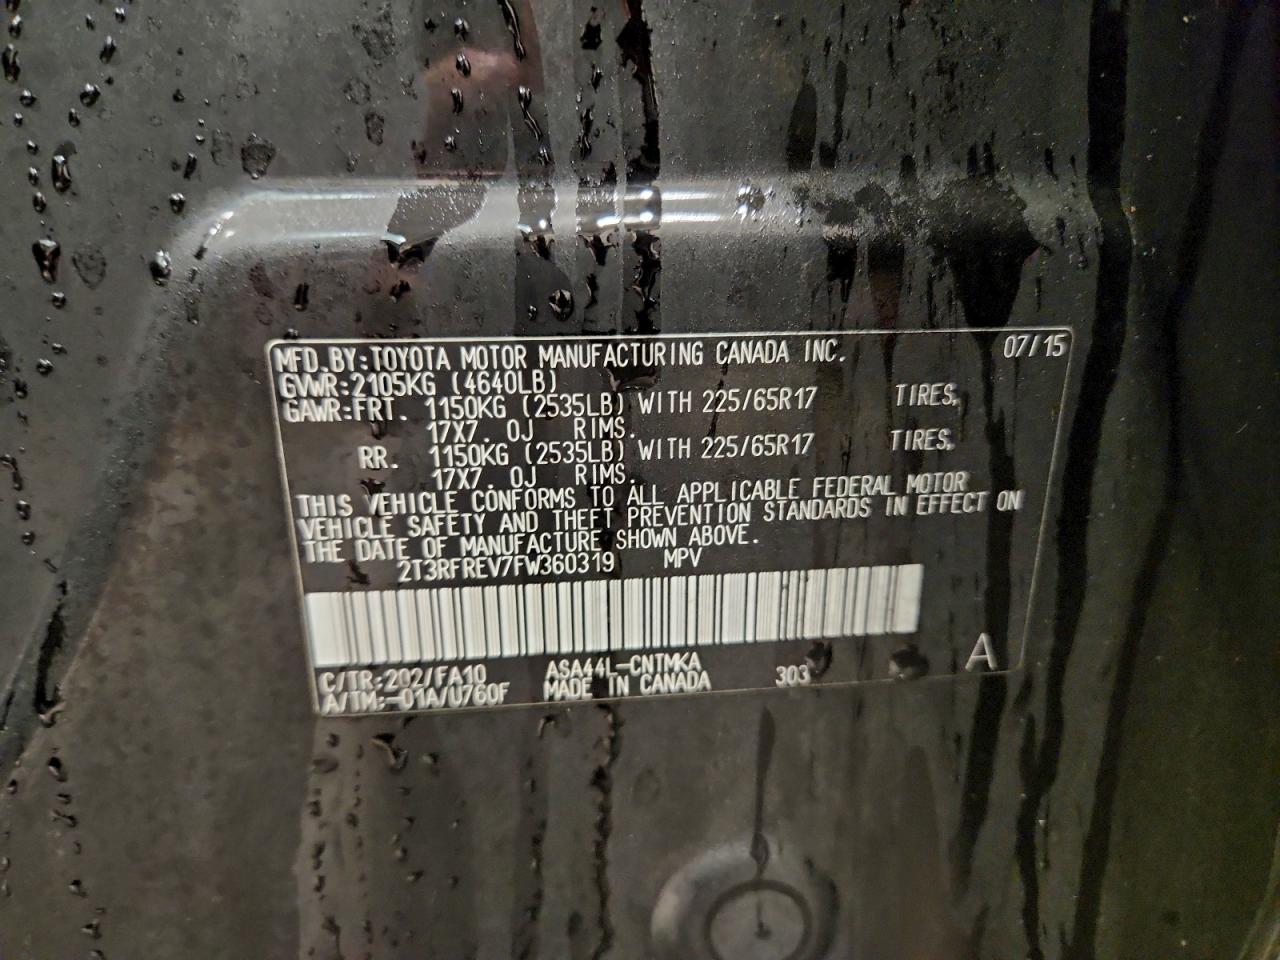 MFD.BY:TOYOTA MOTOR MANUFACTURING CANADA INC. 07/15
GVWR:2105KG (4640LB)
GAWR:FRT. 1150KG (2535LB) WITH 225/65R17 TIRES,
17X7.0J RIMS.
RR. 1150KG (2535LB) WITH 225/65R17 TIRES,
17X7.0J RIMS.
THIS VEHICLE CONFORMS TO ALL APPLICABLE FEDERAL MOTOR
VEHICLE SAFETY AND THEFT PREVENTION STANDARDS IN EFFECT ON
THE DATE OF MANUFACTURE SHOWN ABOVE.
2T3RFREV7FW360319 MPV
C/TR:202/FA10 ASA44L-CNTMKA 303 A
A/TM:-01A/U760F MADE IN CANADA